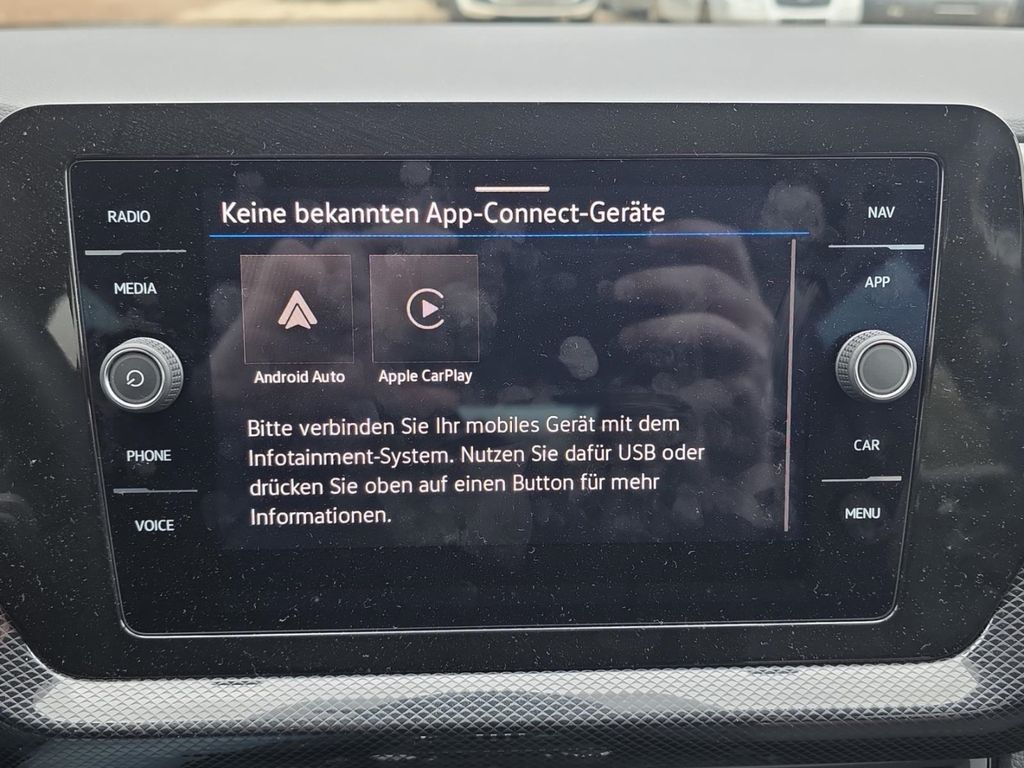 RADIO
MEDIA
PHONE
VOICE
Keine bekannten App-Connect-Geräte
Android Auto
Apple CarPlay
Bitte verbinden Sie Ihr mobiles Gerät mit dem
Infotainment-System. Nutzen Sie dafür USB oder
drücken Sie oben auf einen Button für mehr
Informationen.
NAV
APP
CAR
MENU